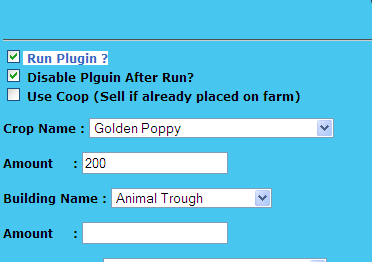 Run Plugin ?
Disable Plguin After Run?
Use Coop (Sell if already placed on farm)
Crop Name : Golden Poppy
Amount : 200
Building Name : Animal Trough
Amount :